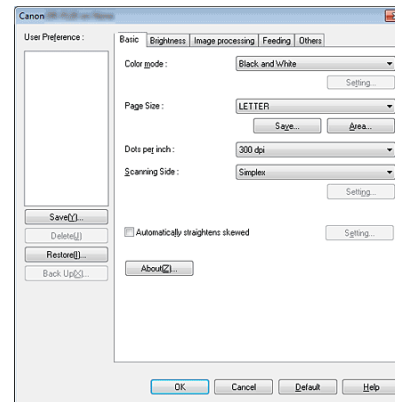 Canon
User Preference :
Basic Brightness Image processing Feeding Others
Color mode : Black and White
Setting...
Page Size : LETTER
Save... Area...
Dots per inch : 300 dpi
Scanning Side : Simplex
Setting...
Save(Y)...
Delete(J)
Restore(I)...
Back Up(X)...
Automatically straightens skewed Setting...
About(Z)...
OK Cancel Default Help